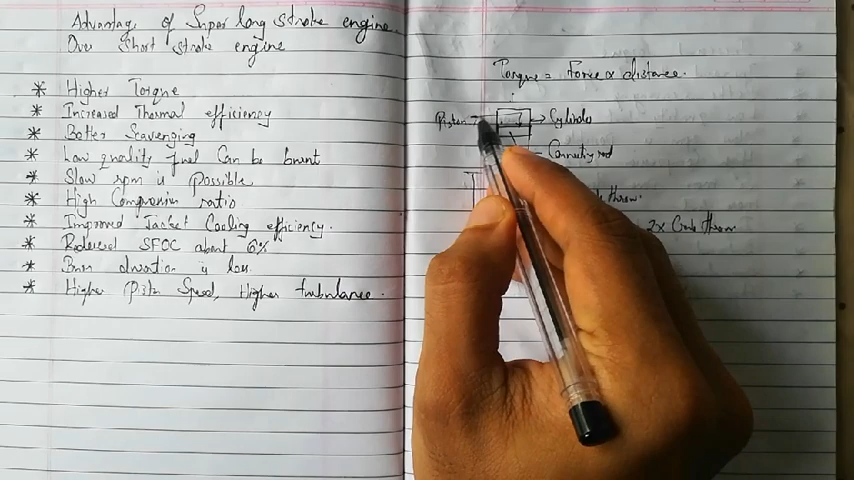 Advantage of Super long stroke engine
Over Short stroke engine
* Higher Torque
* Increased Thermal efficiency
* Better Scavenging
* Low quality fuel Can be burnt
* Slow rpm is possible
* High Compression ratio
* Improved Jacket Cooling efficiency.
* Reduced SFOC about 6%
* Burn duration is less.
* Higher Piston Speed, Higher turbulance.
Torque = Force x distance.
Piston
Cylinder
Connecting rod
throw.
2x Crank throw